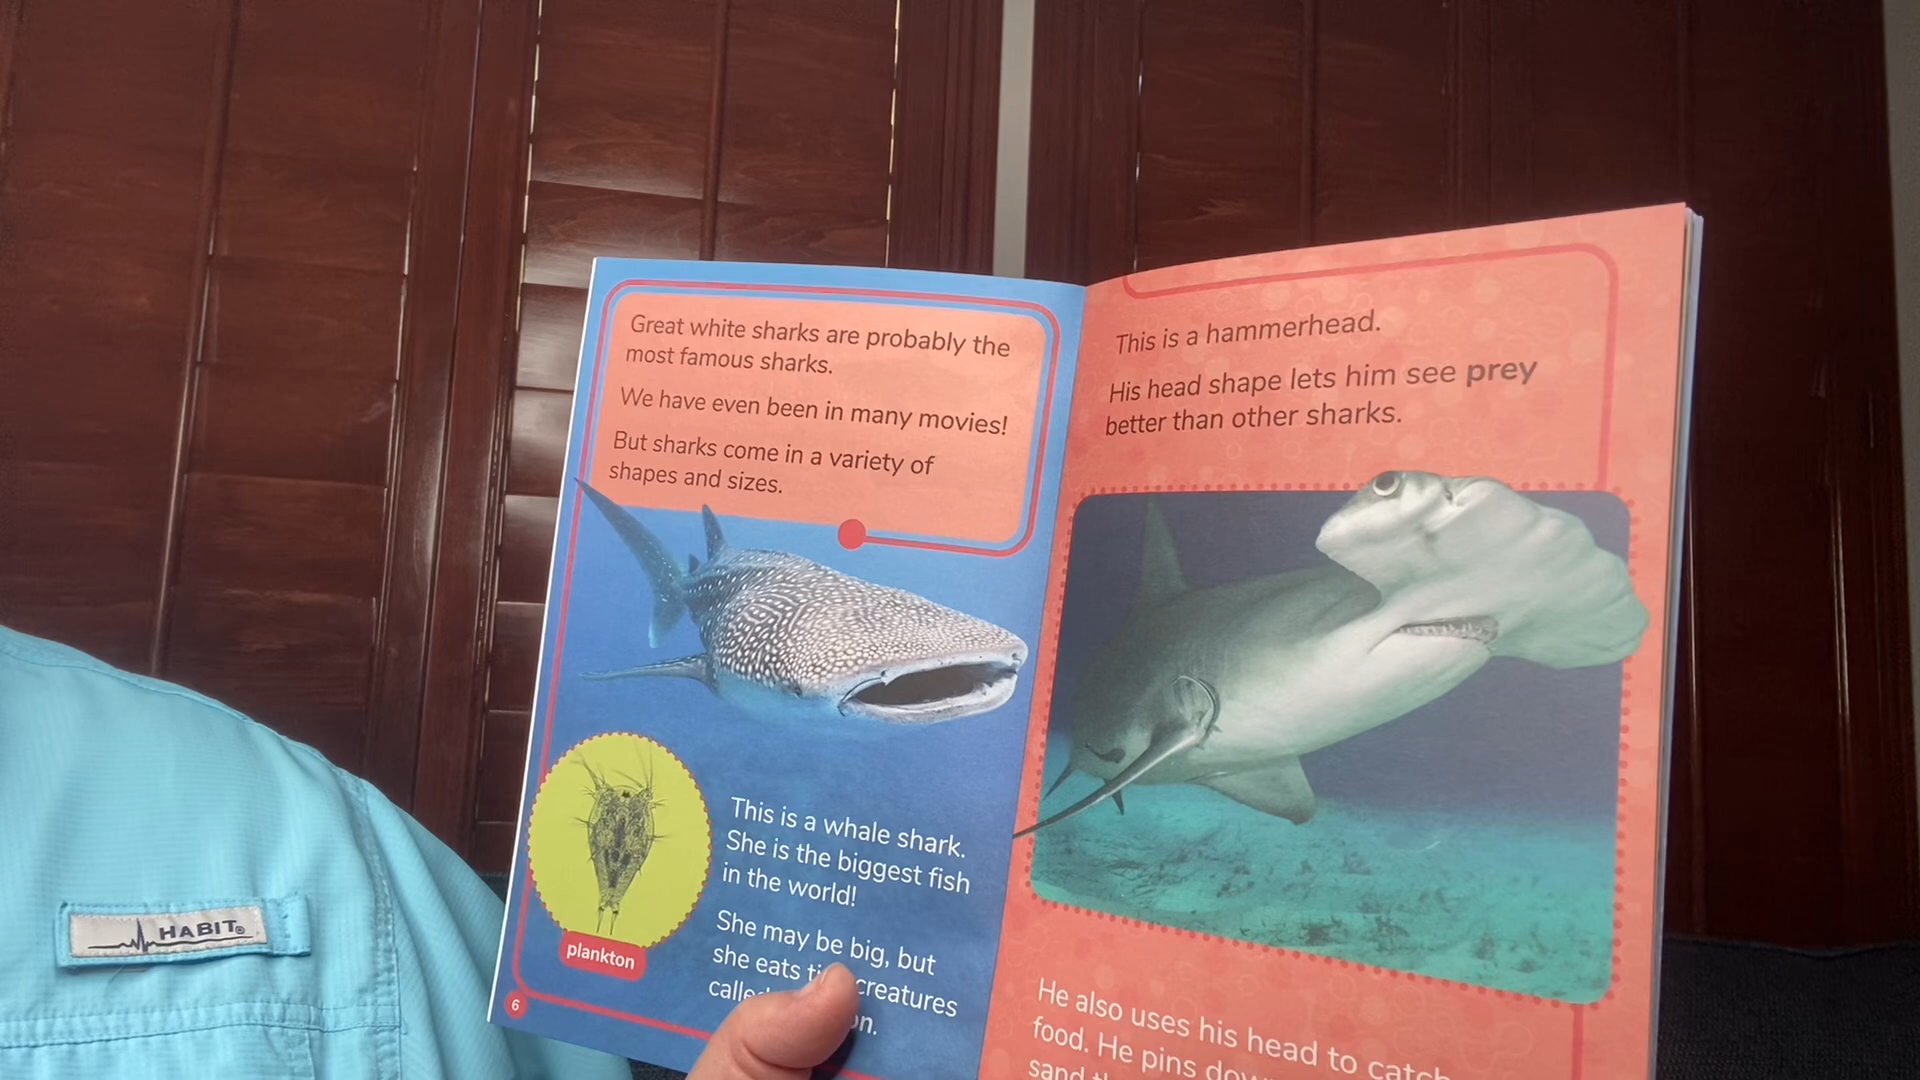 Great white sharks are probably the
most famous sharks.
We have even been in many movies!
But sharks come in a variety of
shapes and sizes.
plankton
This is a whale shark.
She is the biggest fish
in the world!
She may be big, but
she eats creatures
6
This is a hammerhead.
His head shape lets him see prey
better than other sharks.
He also uses his head to catch
food. He pins down
sand
HABIT®